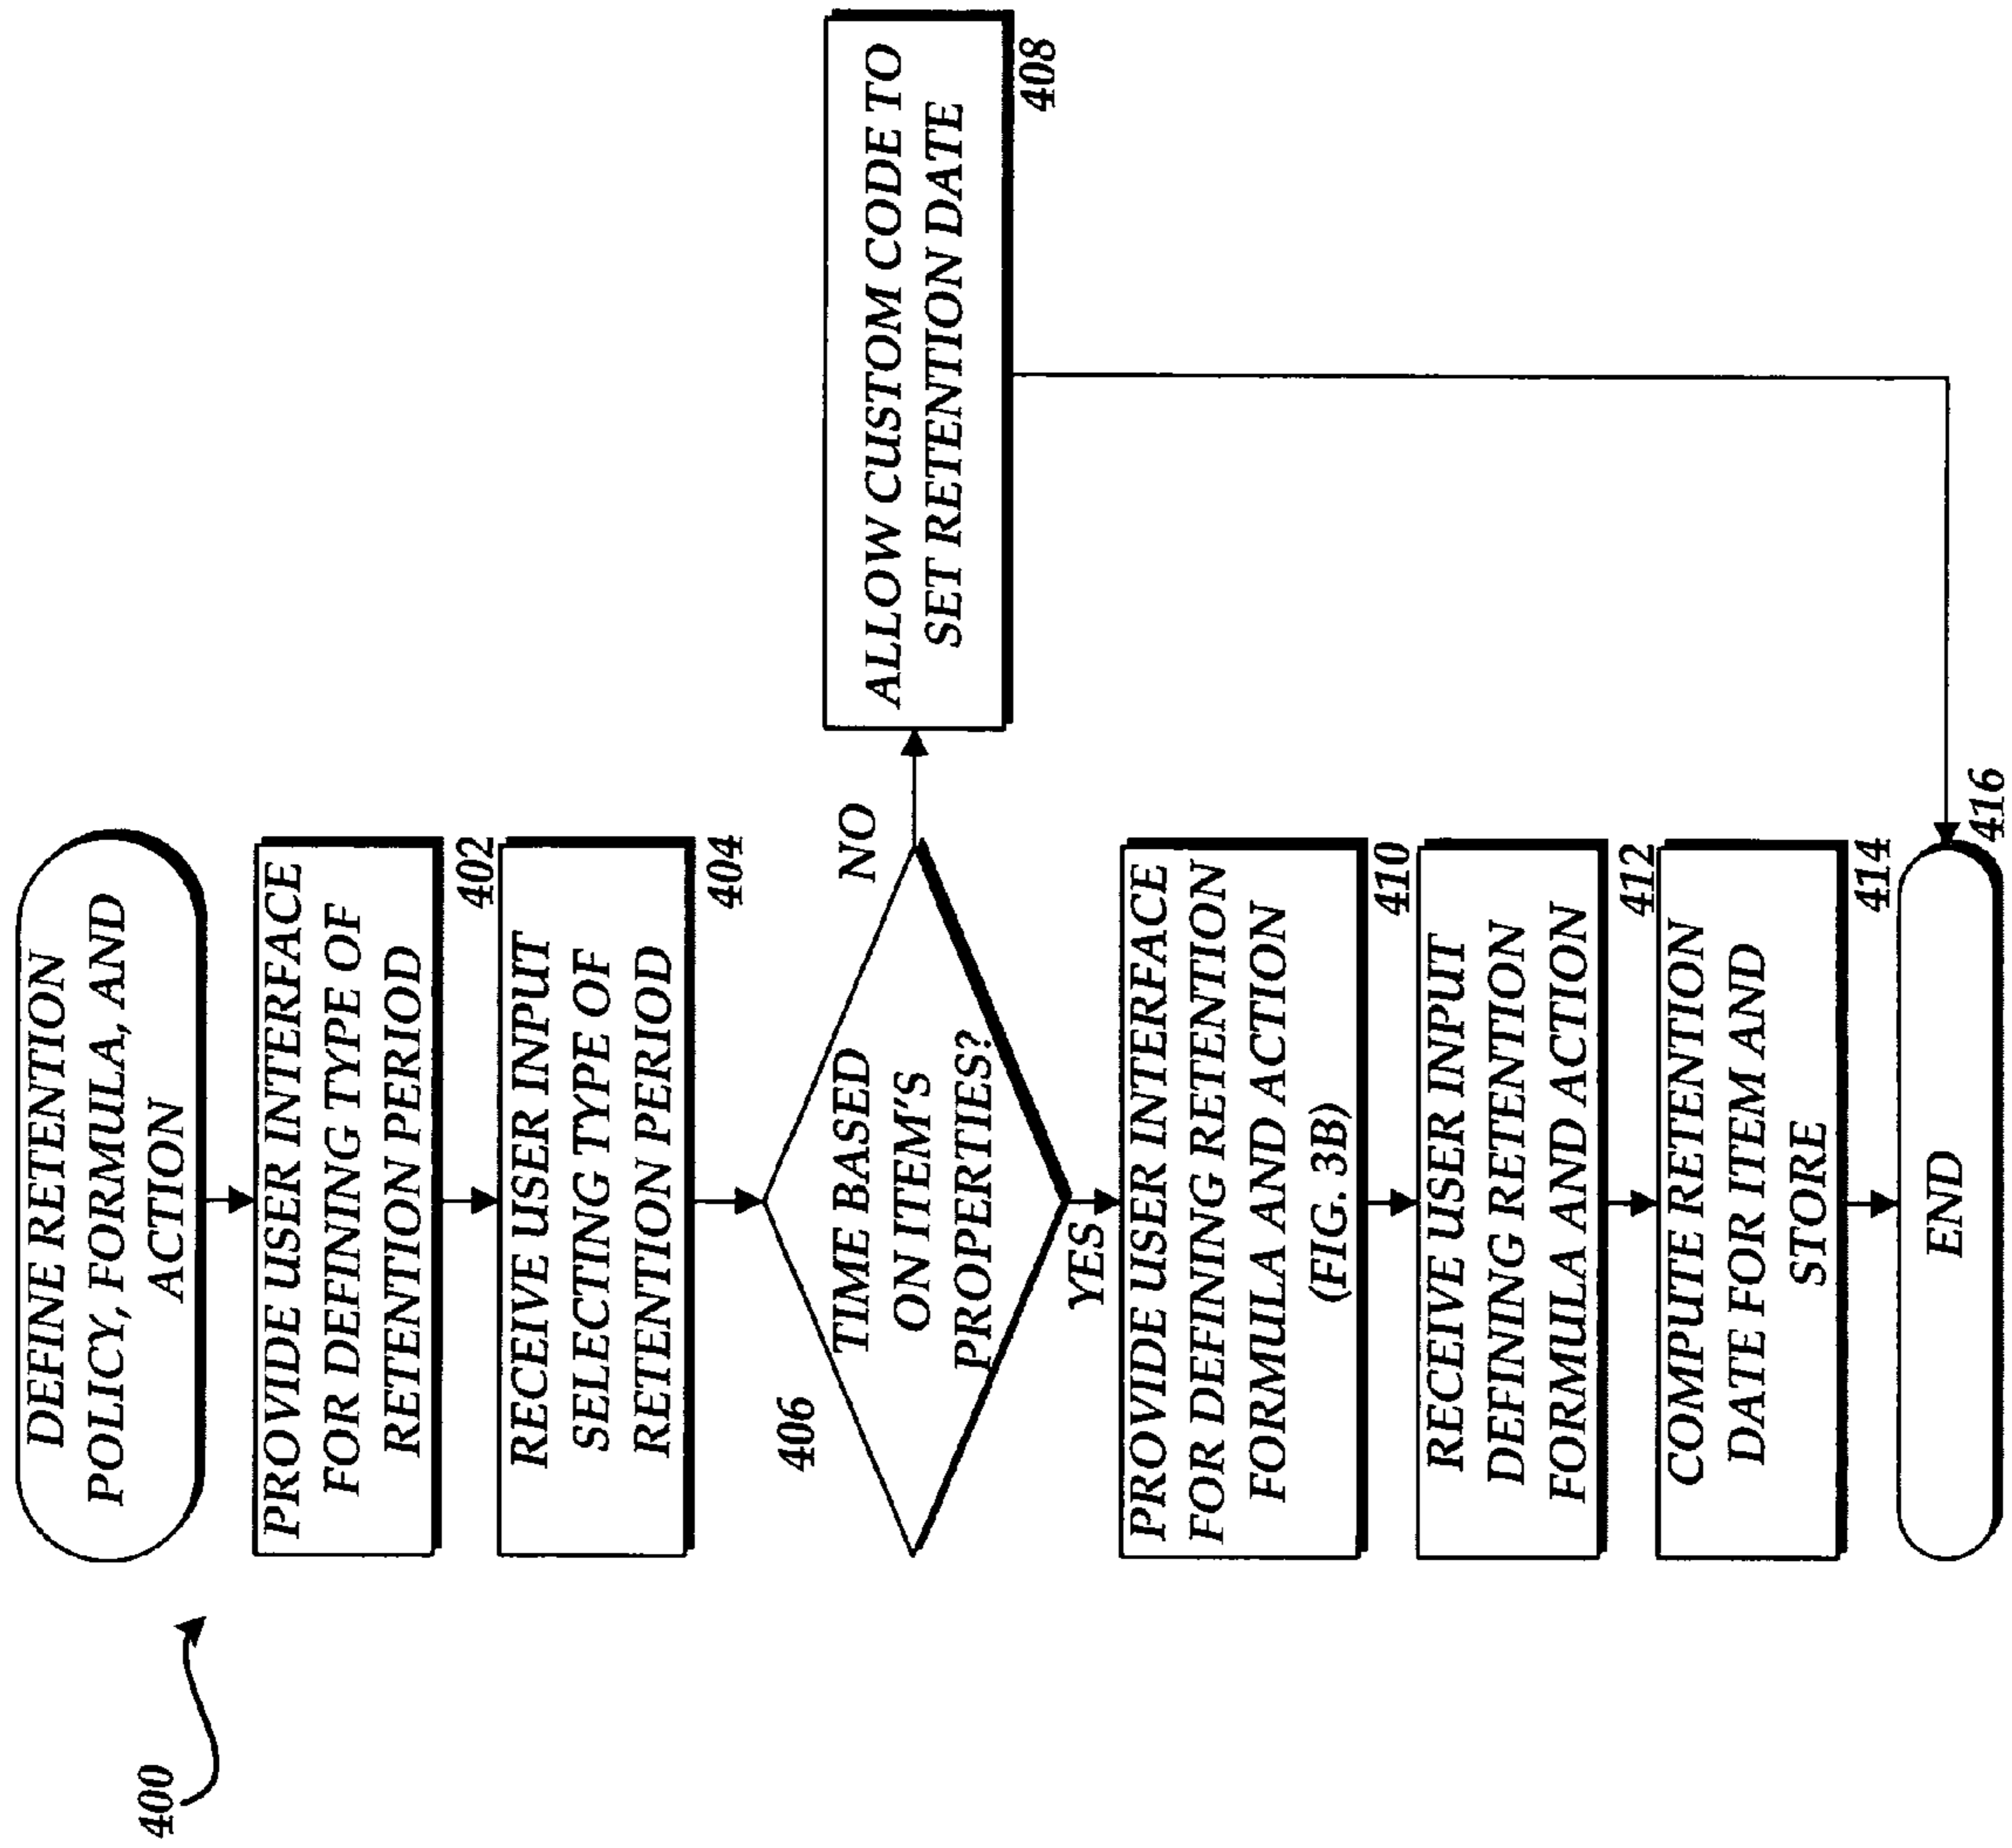 400
DEFINE RETENTION
POLICY, FORMULA, AND
ACTION
PROVIDE USER INTERFACE
FOR DEFINING TYPE OF
RETENTION PERIOD
402
RECEIVE USER INPUT
SELECTING TYPE OF
RETENTION PERIOD
404
406
TIME BASED
ON ITEM'S
PROPERTIES?
NO
ALLOW CUSTOM CODE TO
SET RETENTION DATE
408
YES
PROVIDE USER INTERFACE
FOR DEFINING RETENTION
FORMULA AND ACTION
(FIG. 3B)
410
RECEIVE USER INPUT
DEFINING RETENTION
FORMULA AND ACTION
412
COMPUTE RETENTION
DATE FOR ITEM AND
STORE
414
END
416